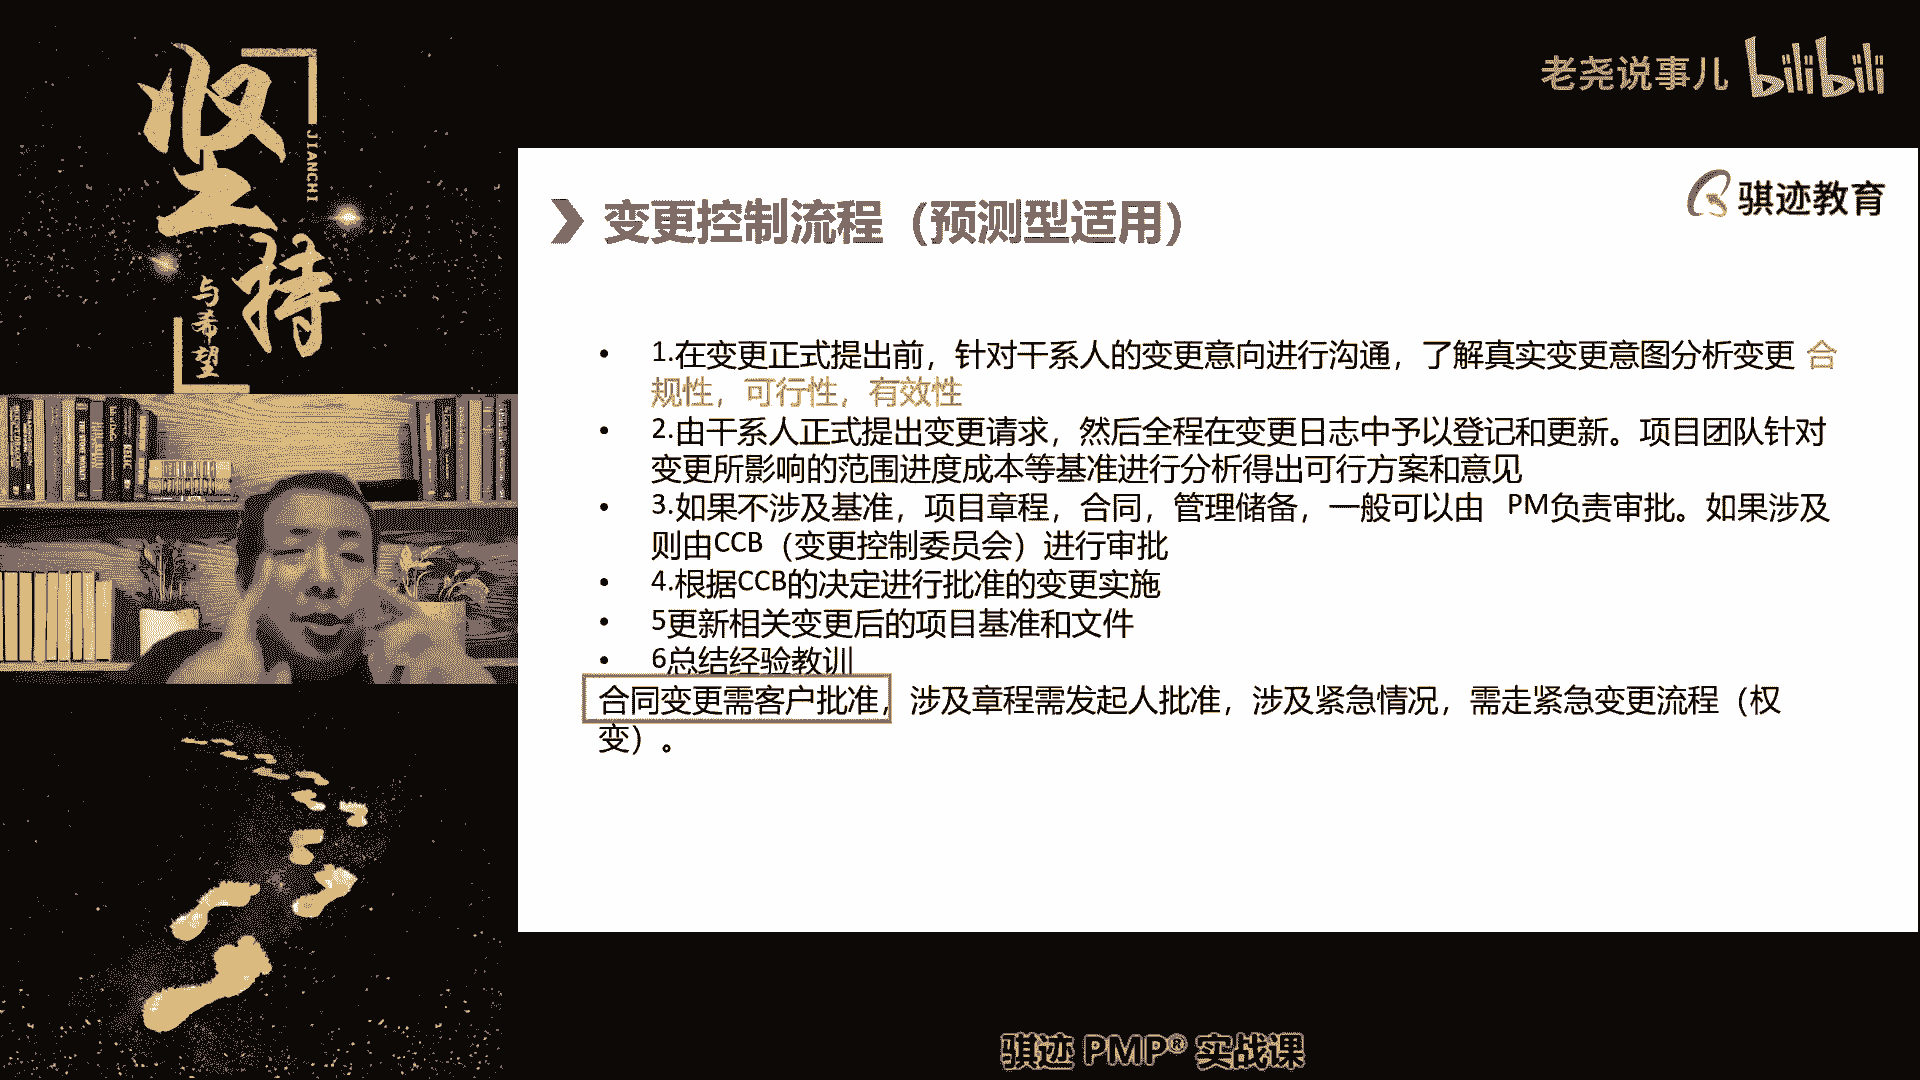 坚持
JIANCHI
与希望
老尧说事儿 bilibili
骐迹教育
变更控制流程（预测型适用）
• 1.在变更正式提出前，针对干系人的变更意向进行沟通，了解真实变更意图分析变更 合
规性，可行性，有效性
• 2.由干系人正式提出变更请求，然后全程在变更日志中予以登记和更新。项目团队针对
变更所影响的范围进度成本等基准进行分析得出可行方案和意见
• 3.如果不涉及基准，项目章程，合同，管理储备，一般可以由 PM负责审批。如果涉及
则由CCB（变更控制委员会）进行审批
• 4.根据CCB的决定进行批准的变更实施
• 5更新相关变更后的项目基准和文件
• 6总结经验教训
合同变更需客户批准，涉及章程需发起人批准，涉及紧急情况，需走紧急变更流程（权
变）。
骐迹 PMP® 实战课